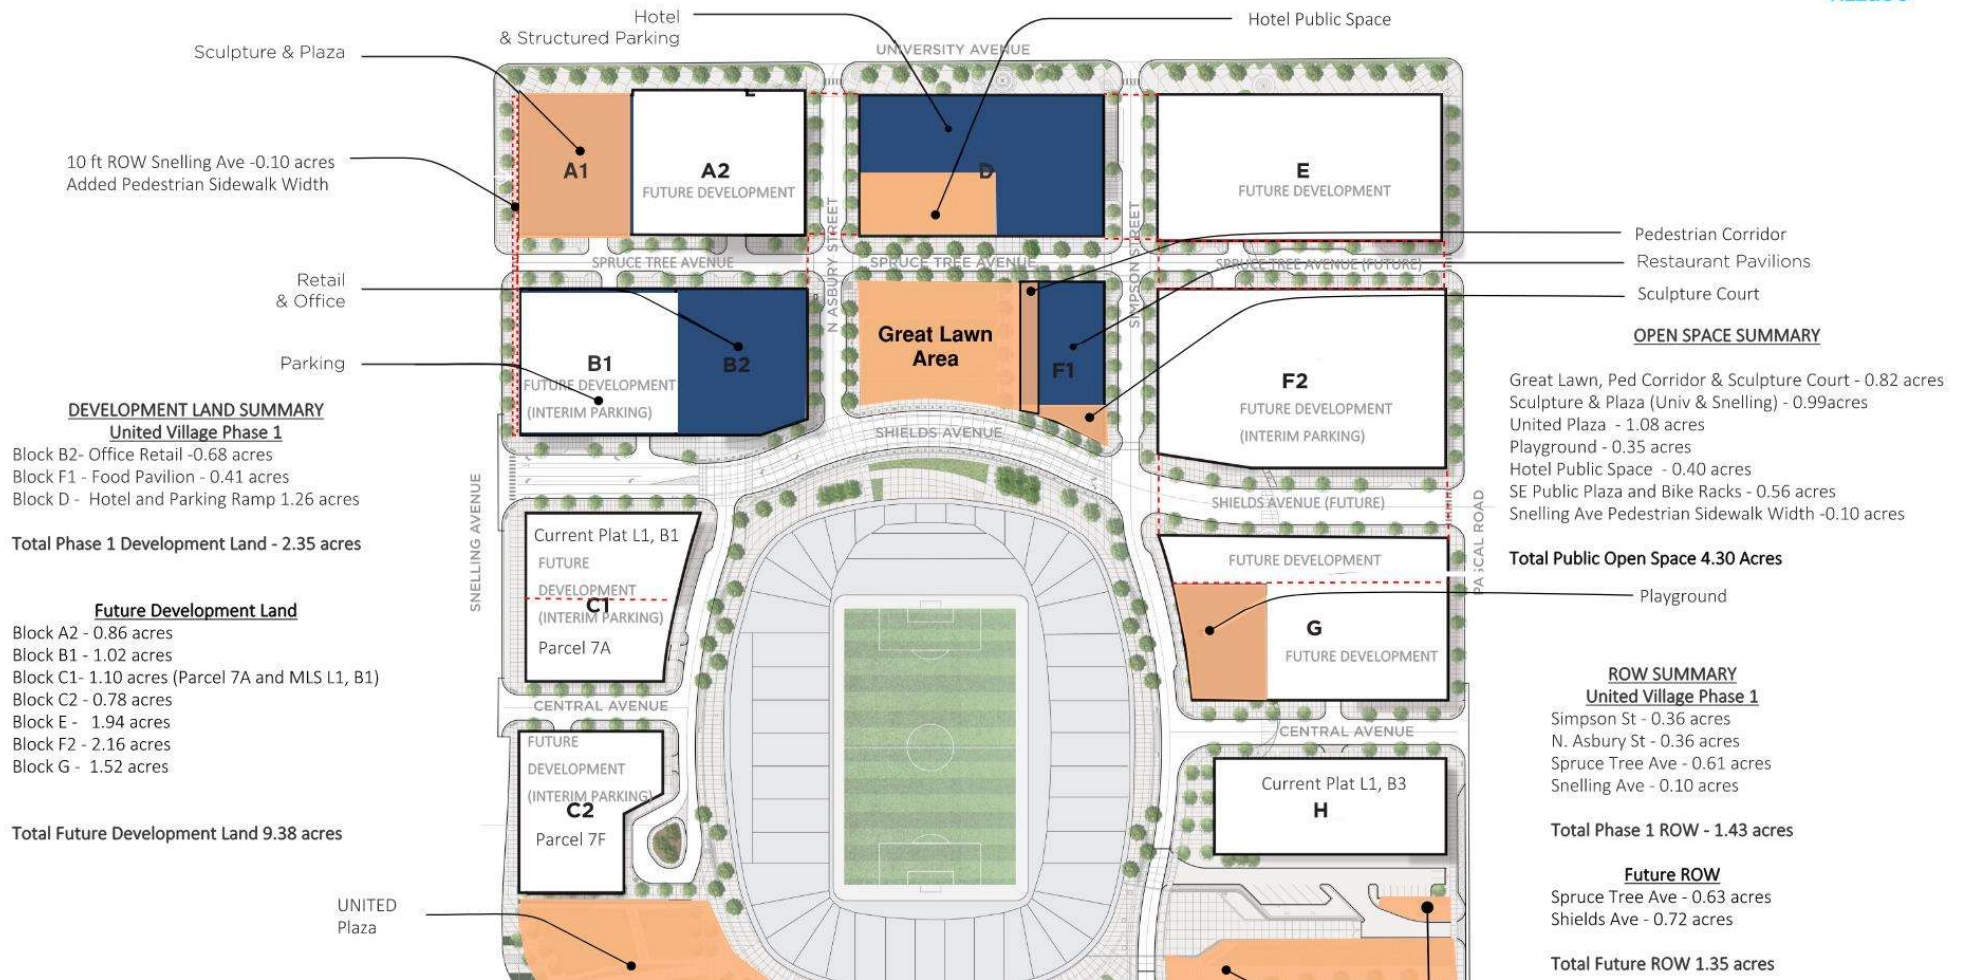 Hotel
& Structured Parking
Hotel Public Space
UNIVERSITY AVENUE
Sculpture & Plaza
10 ft ROW Snelling Ave -0.10 acres
Added Pedestrian Sidewalk Width
A1
A2
FUTURE DEVELOPMENT
D
E
FUTURE DEVELOPMENT
N ASBURY STREET
SIMPSON STREET
SPRUCE TREE AVENUE
SPRUCE TREE AVENUE
SPRUCE TREE AVENUE (FUTURE)
Pedestrian Corridor
Restaurant Pavilions
Sculpture Court
Retail
& Office
Parking
B1
FUTURE DEVELOPMENT
(INTERIM PARKING)
B2
Great Lawn
Area
F1
F2
FUTURE DEVELOPMENT
(INTERIM PARKING)
SHIELDS AVENUE
SHIELDS AVENUE (FUTURE)
SNELLING AVENUE
PASCAL ROAD
DEVELOPMENT LAND SUMMARY
United Village Phase 1
Block B2- Office Retail -0.68 acres
Block F1 - Food Pavilion - 0.41 acres
Block D - Hotel and Parking Ramp 1.26 acres
Total Phase 1 Development Land - 2.35 acres
Future Development Land
Block A2 - 0.86 acres
Block B1 - 1.02 acres
Block C1- 1.10 acres (Parcel 7A and MLS L1, B1)
Block C2 - 0.78 acres
Block E - 1.94 acres
Block F2 - 2.16 acres
Block G - 1.52 acres
Total Future Development Land 9.38 acres
Current Plat L1, B1
FUTURE
DEVELOPMENT
C1
(INTERIM PARKING)
Parcel 7A
CENTRAL AVENUE
FUTURE
DEVELOPMENT
(INTERIM PARKING)
C2
Parcel 7F
UNITED
Plaza
FUTURE DEVELOPMENT
G
FUTURE DEVELOPMENT
CENTRAL AVENUE
Current Plat L1, B3
H
OPEN SPACE SUMMARY
Great Lawn, Ped Corridor & Sculpture Court - 0.82 acres
Sculpture & Plaza (Univ & Snelling) - 0.99acres
United Plaza - 1.08 acres
Playground - 0.35 acres
Hotel Public Space - 0.40 acres
SE Public Plaza and Bike Racks - 0.56 acres
Snelling Ave Pedestrian Sidewalk Width -0.10 acres
Total Public Open Space 4.30 Acres
Playground
ROW SUMMARY
United Village Phase 1
Simpson St - 0.36 acres
N. Asbury St - 0.36 acres
Spruce Tree Ave - 0.61 acres
Snelling Ave - 0.10 acres
Total Phase 1 ROW - 1.43 acres
Future ROW
Spruce Tree Ave - 0.63 acres
Shields Ave - 0.72 acres
Total Future ROW 1.35 acres